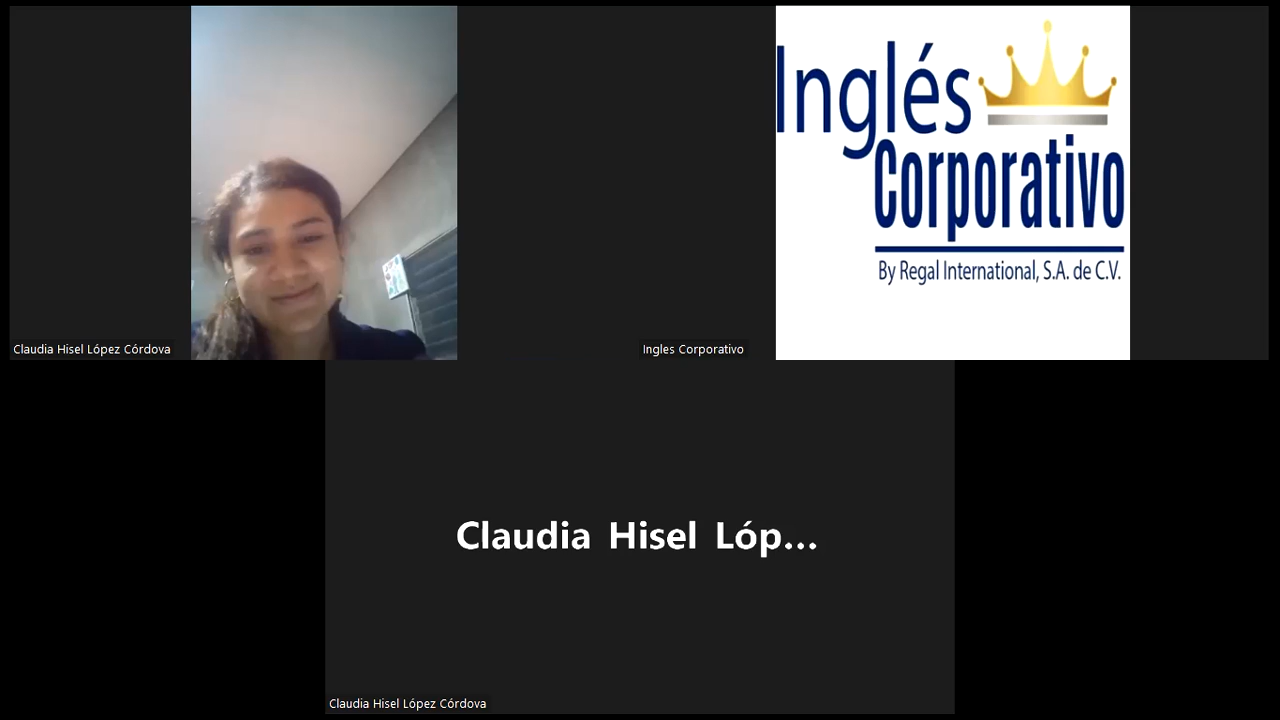 Inglés
Corporativo
By Regal International, S.A. de C.V.
Claudia Hisel López Córdova
Ingles Corporativo
Claudia Hisel Lóp...
Claudia Hisel López Córdova